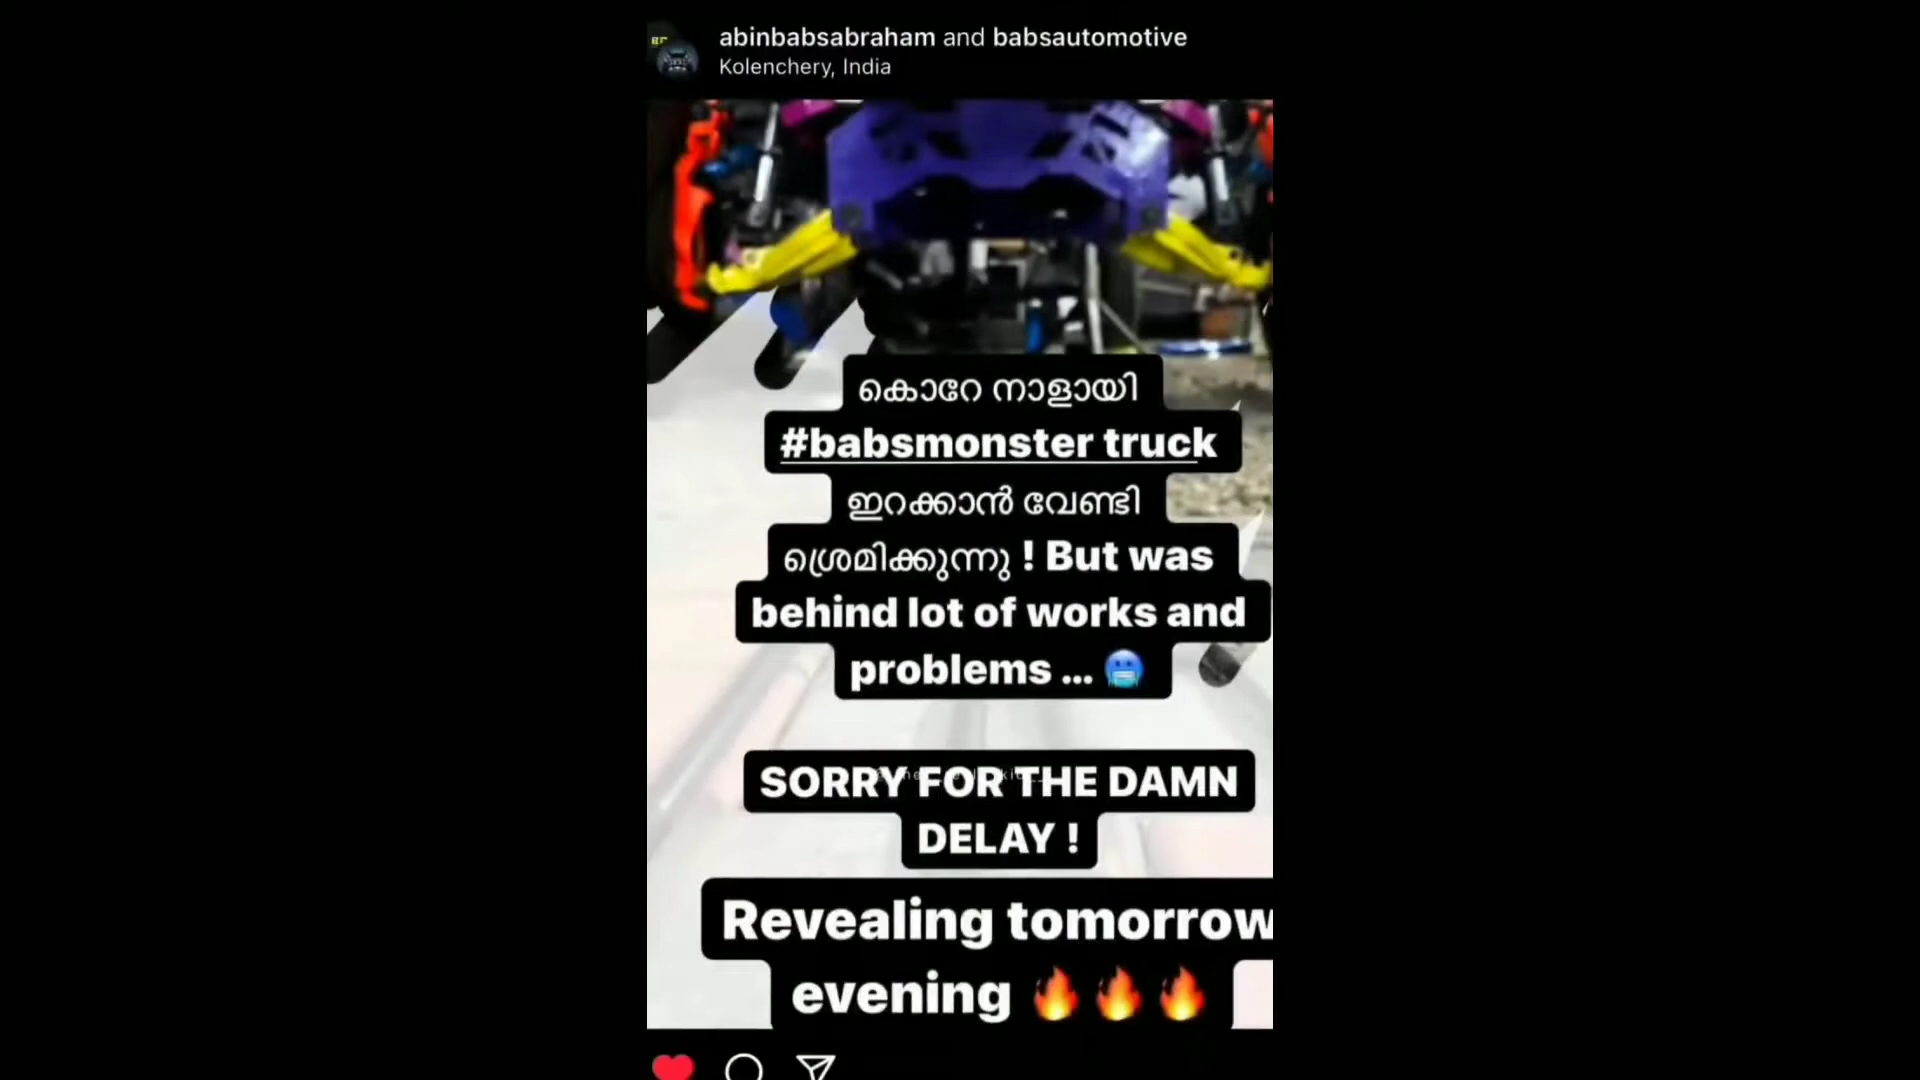 abinbabsabraham and babsautomotive
Kolenchery, India
കൊറേ നാളായി
#babsmonster truck
ഇറക്കാൻ വേണ്ടി
ശ്രെമിക്കുന്നു ! But was
behind lot of works and
problems ... 🥶
SORRY FOR THE DAMN
DELAY !
Revealing tomorrow
evening 🔥🔥🔥